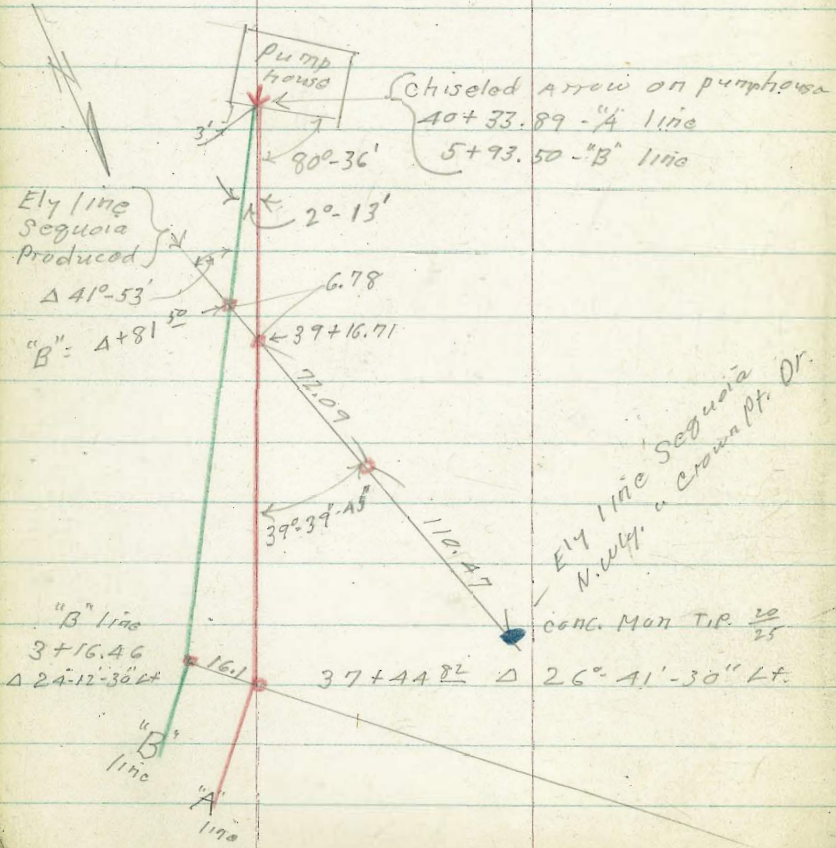 Pump
house
Chiseled Arrow on pumphouse
40+33.89 - "A" line
5+93.50 - "B" line
3'
80°-36'
2°-13'
Ely line
Sequoia
Produced
Δ 41°-53'
6.78
"B" = Δ+81 50
39+16.71
72.09
39°-39'-45"
110.47
Ely line Sequoia
N.Wly. " Crown Pt. Dr.
conc. Mon T.P. 20/25
"B" line
3+16.46
Δ 24-12'-30" Lt
16.1
37+44 82 Δ 26°-41'-30" Lt.
"B"
line
"A"
line